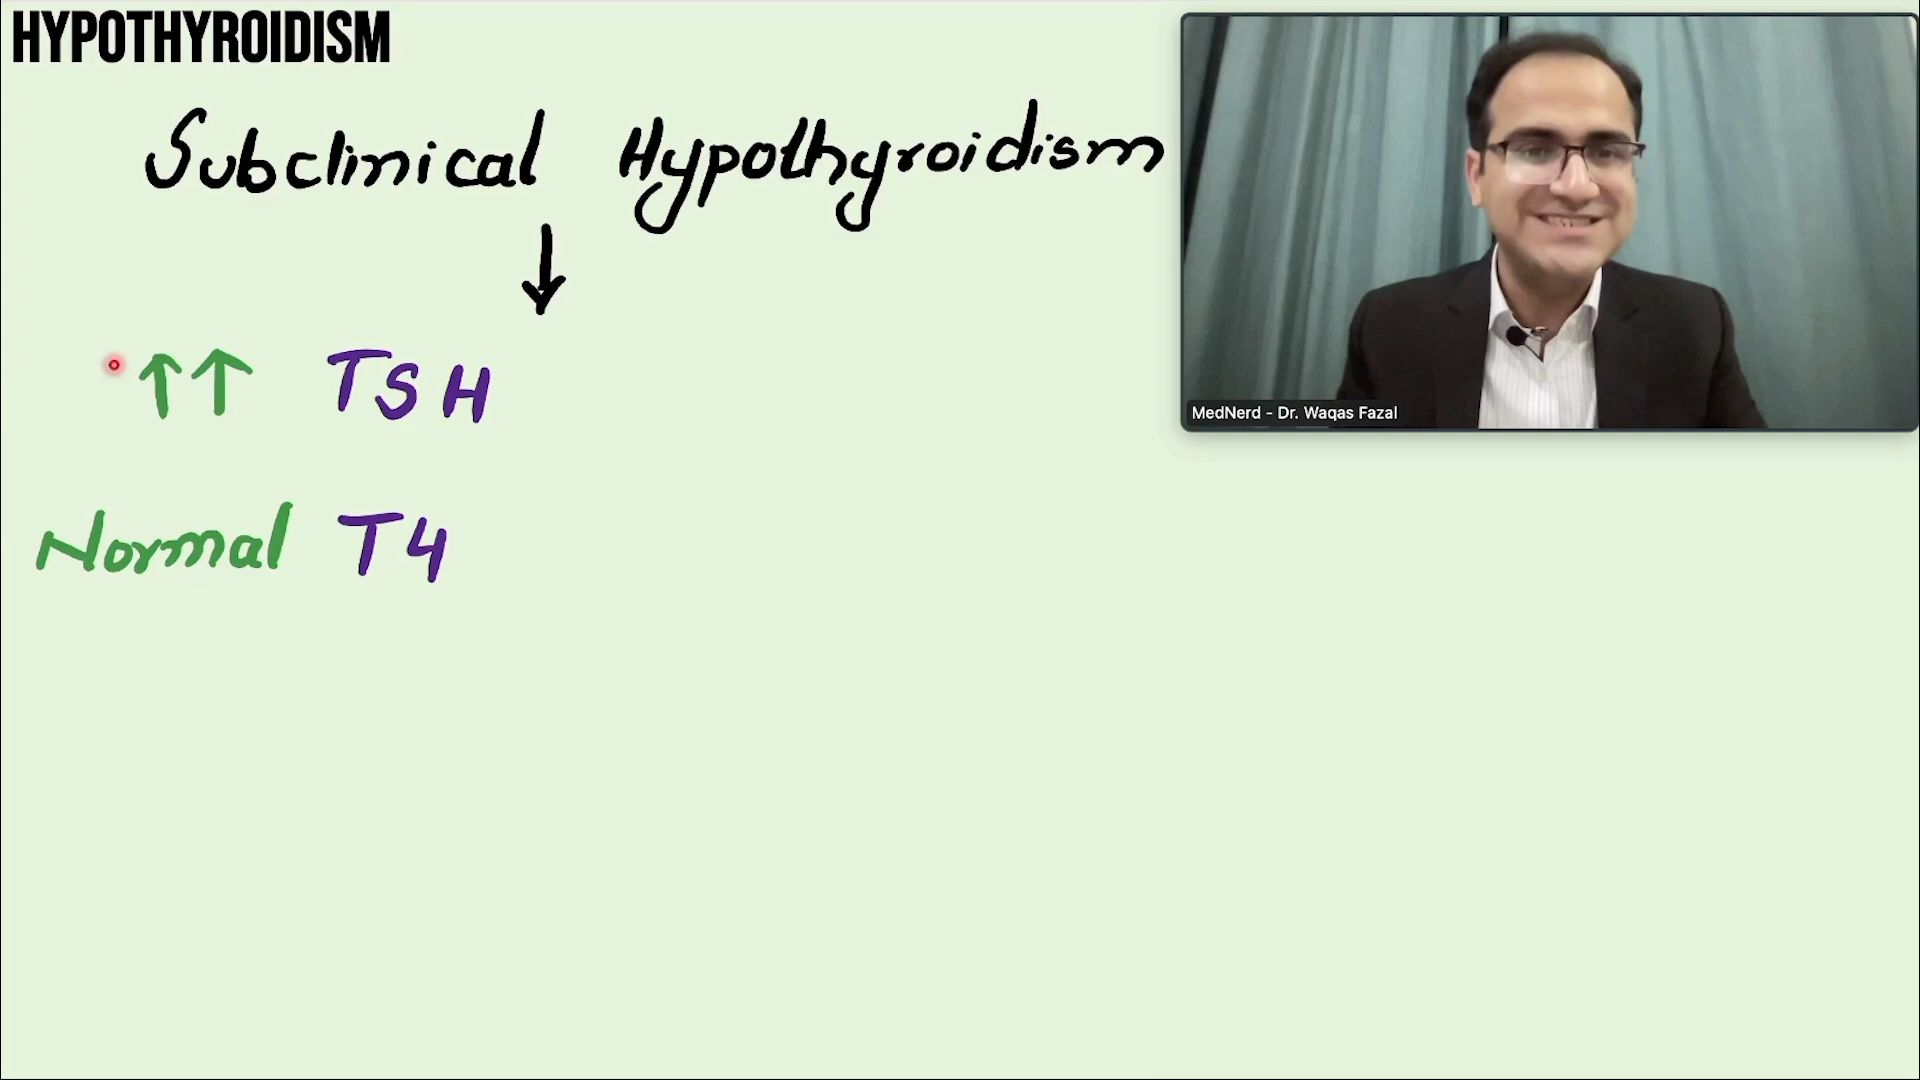 HYPOTHYROIDISM
Subclinical Hypothyroidism
↓
↑↑ TSH
Normal T4
MedNerd - Dr. Waqas Fazal